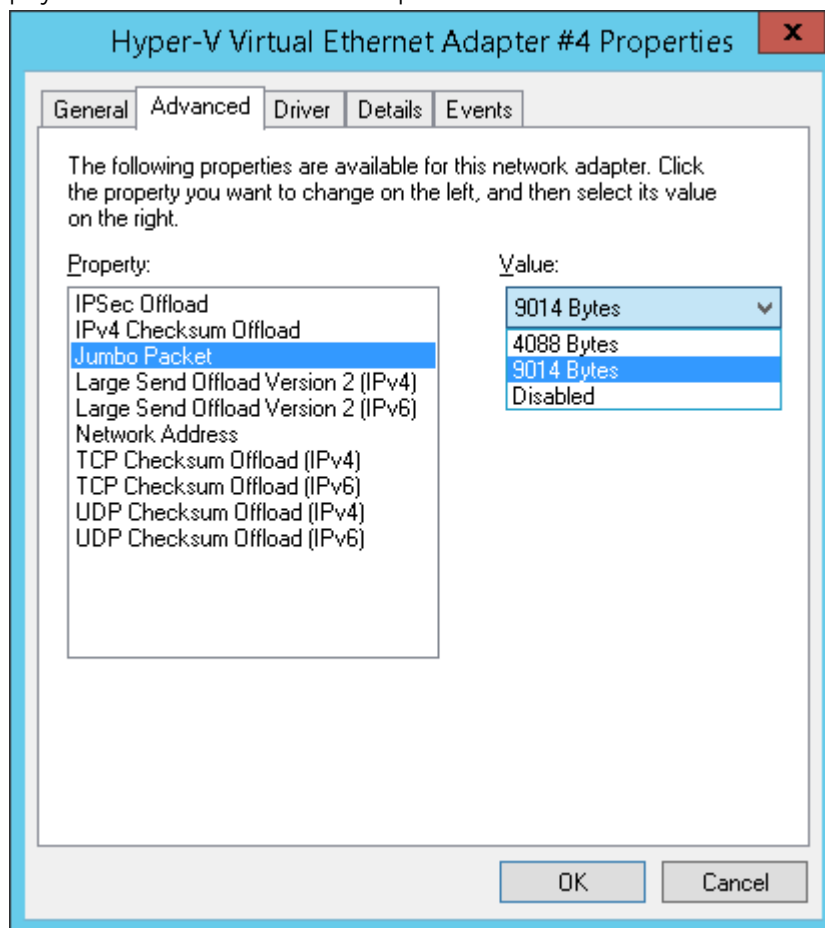 Hyper-V Virtual Ethernet Adapter #4 Properties
x
General Advanced Driver Details Events
The following properties are available for this network adapter. Click
the property you want to change on the left, and then select its value
on the right.
Property:
IPSec Offload
IPv4 Checksum Offload
Jumbo Packet
Large Send Offload Version 2 (IPv4)
Large Send Offload Version 2 (IPv6)
Network Address
TCP Checksum Offload (IPv4)
TCP Checksum Offload (IPv6)
UDP Checksum Offload (IPv4)
UDP Checksum Offload (IPv6)
Value:
9014 Bytes
4088 Bytes
9014 Bytes
Disabled
OK Cancel